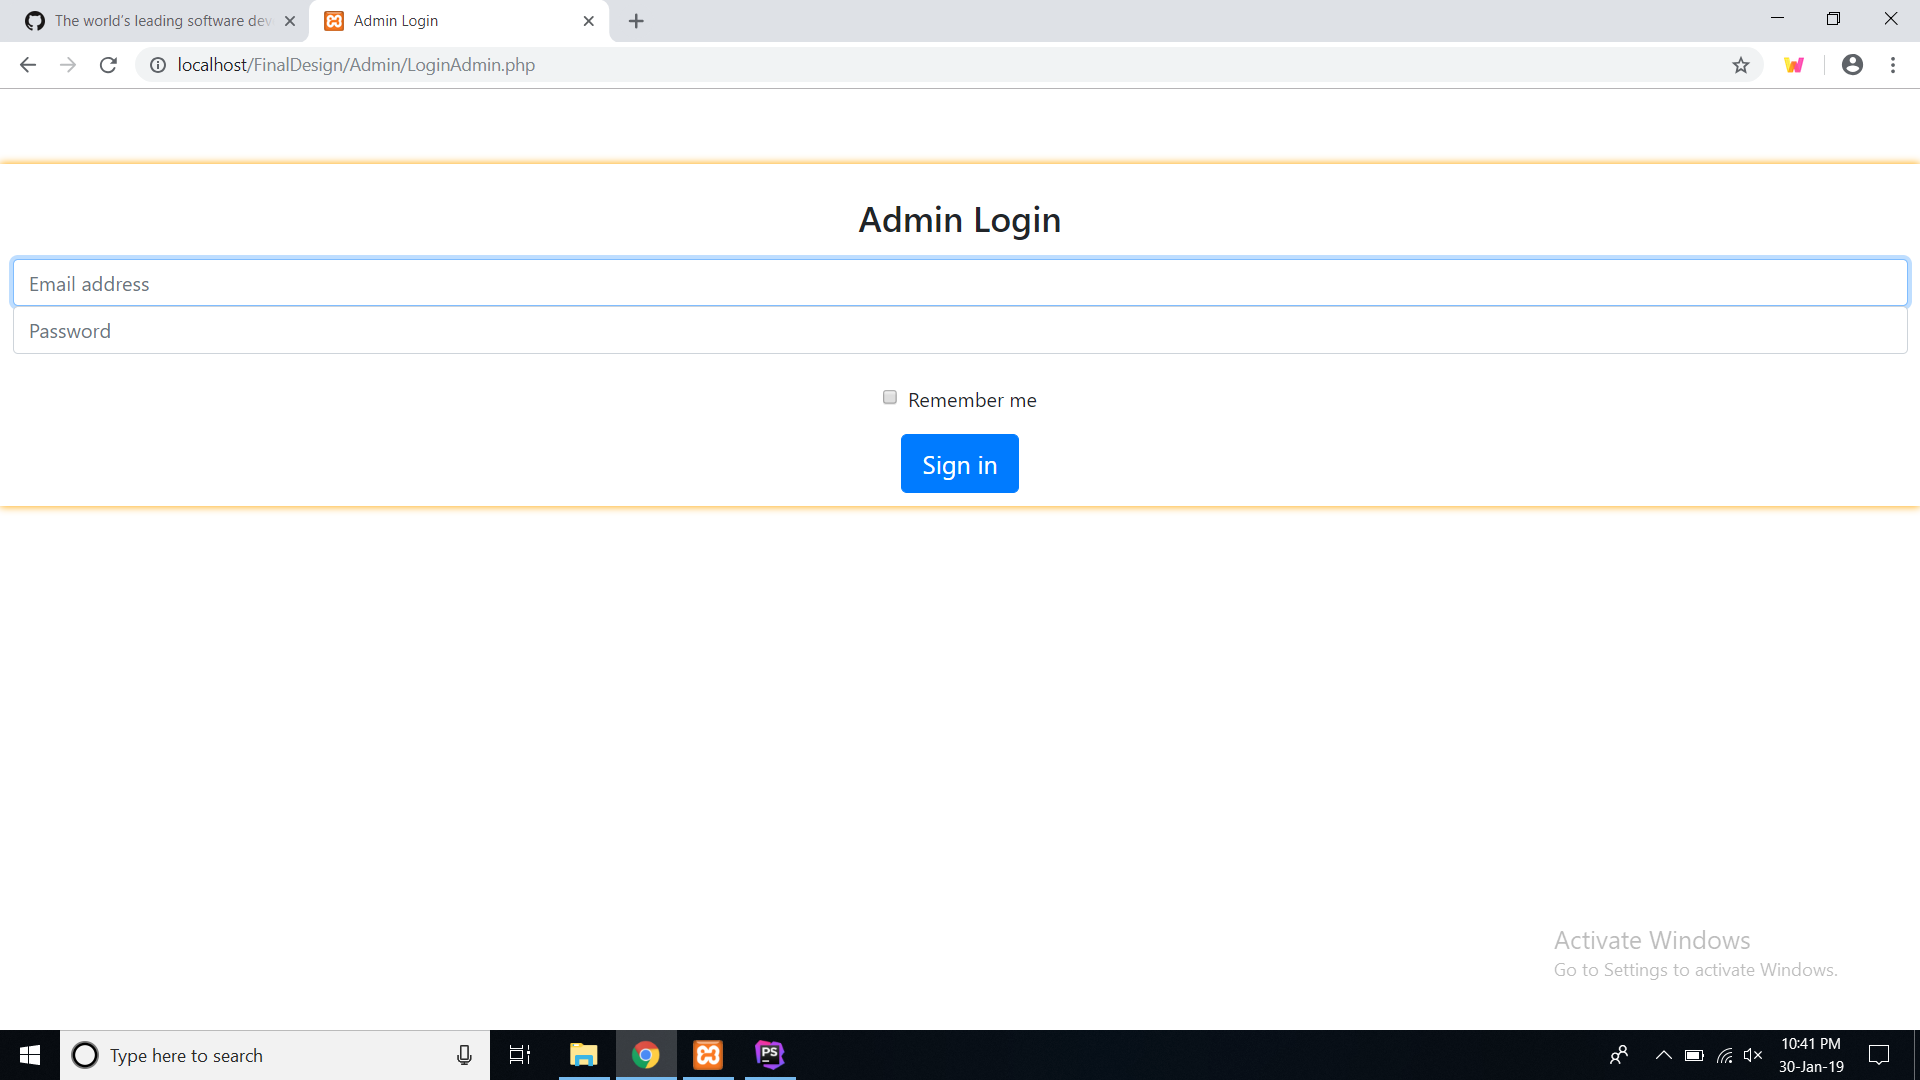 The world's leading software dev
Admin Login
localhost/FinalDesign/Admin/LoginAdmin.php
Admin Login
Email address
Password
Remember me
Sign in
Activate Windows
Go to Settings to activate Windows.
Type here to search
PS
10:41 PM
30-Jan-19